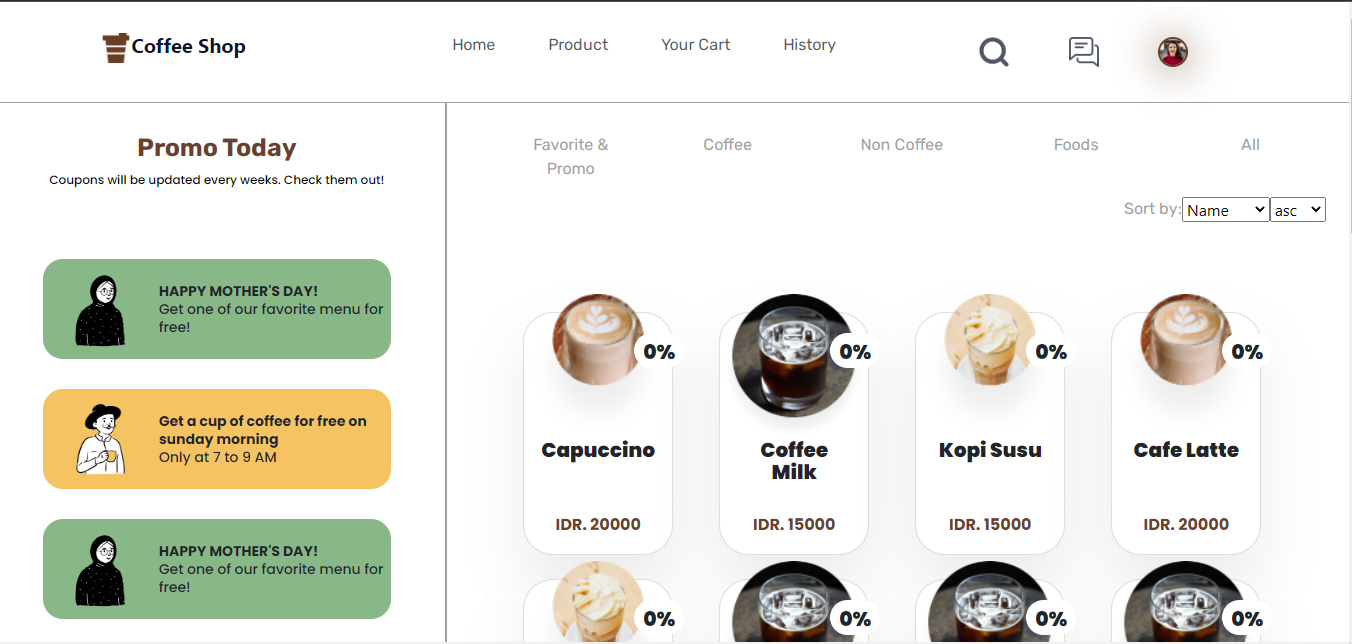 Coffee Shop
Home
Product
Your Cart
History
Promo Today
Coupons will be updated every weeks. Check them out!
HAPPY MOTHER'S DAY!
Get one of our favorite menu for
free!
Get a cup of coffee for free on
sunday morning
Only at 7 to 9 AM
HAPPY MOTHER'S DAY!
Get one of our favorite menu for
free!
Favorite &
Promo
Coffee
Non Coffee
Foods
All
Sort by: Name asc
0%
Capuccino
IDR. 20000
0%
Coffee
Milk
IDR. 15000
0%
Kopi Susu
IDR. 15000
0%
Cafe Latte
IDR. 20000
0%
0%
0%
0%